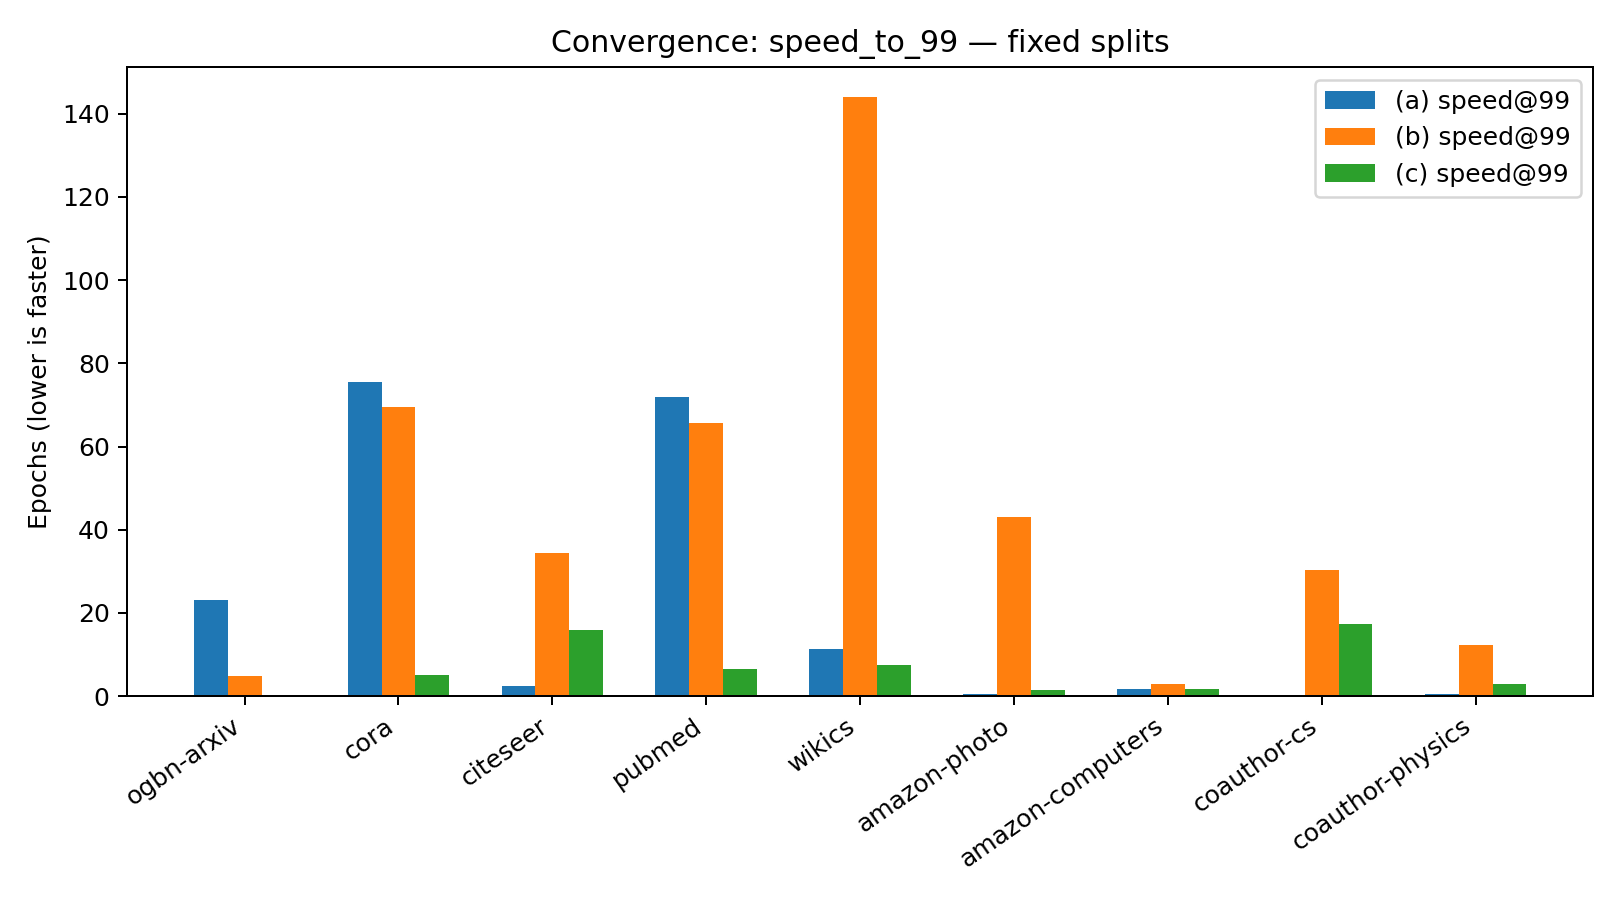 Convergence: speed_to_99 — fixed splits
(a) speed@99
(b) speed@99
(c) speed@99
Epochs (lower is faster)
140
120
100
80
60
40
20
0
ogbn-arxiv
cora
citeseer
pubmed
wikics
amazon-photo
amazon-computers
coauthor-cs
coauthor-physics